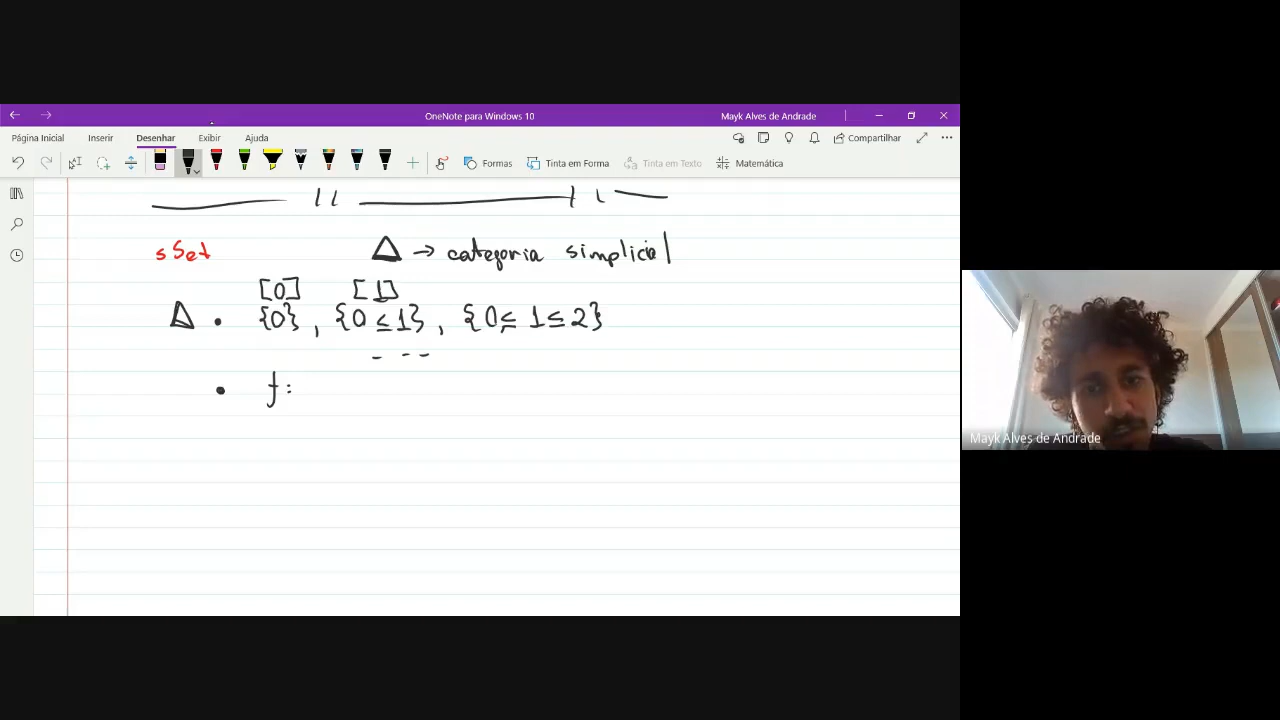 OneNote para Windows 10
Mayk Alves de Andrade
Página Inicial Inserir Desenhar Exibir Ajuda
Compartilhar
Formas Tinta em Forma Tinta em Texto Matemática
sSet Δ → categoria simplicial
[0] [1]
Δ • {0} , {0 ≤ 1} , {0 ≤ 1 ≤ 2}
- - -
• f:
Mayk Alves de Andrade